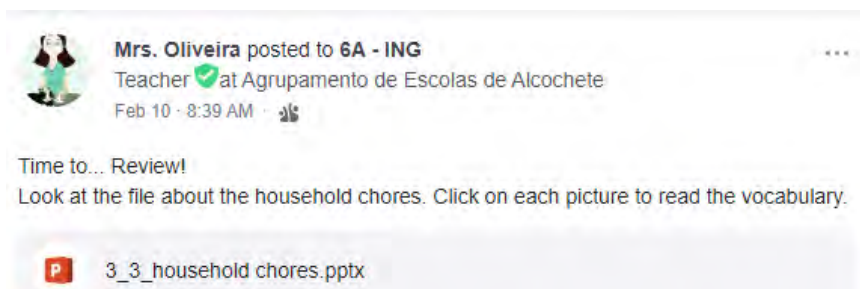 Mrs. Oliveira posted to 6A - ING
Teacher at Agrupamento de Escolas de Alcochete
Feb 10 · 8:39 AM ·
Time to... Review!
Look at the file about the household chores. Click on each picture to read the vocabulary.
P 3_3_household chores.pptx